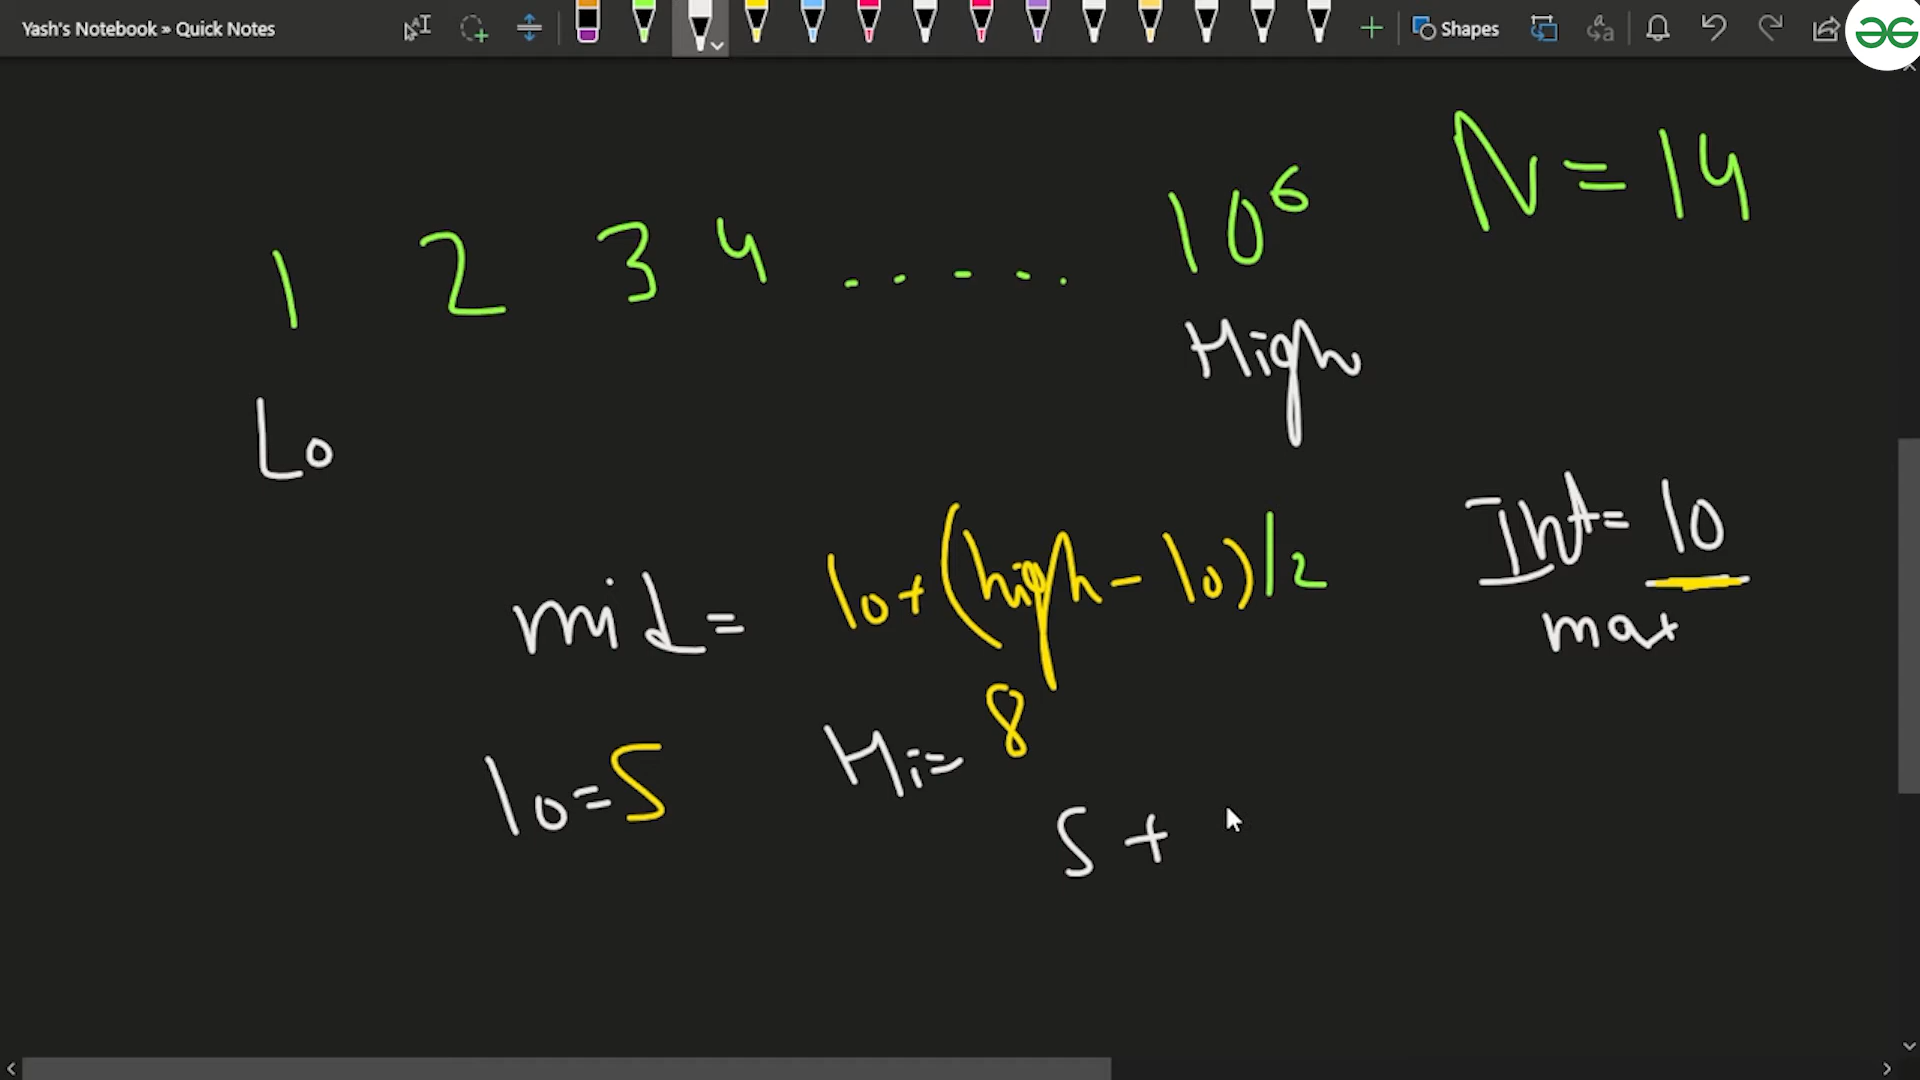 Yash's Notebook » Quick Notes
Shapes
N = 14
1 2 3 4 ..... 10⁶
High
Lo
mid = lo + (high - lo)/2
Int = 10
max
lo = 5 Hi = 8
5 +